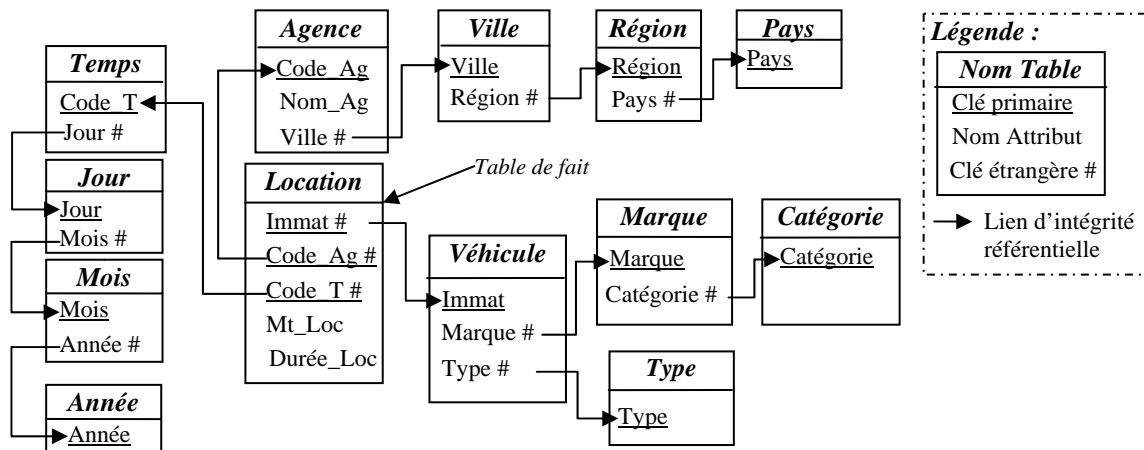 Temps
Code_T
Jour #
Jour
Jour
Mois #
Mois
Mois
Année #
Année
Année
Agence
Code_Ag
Nom_Ag
Ville #
Ville
Ville
Région #
Région
Région
Pays #
Pays
Pays
Location
Table de fait
Immat #
Code_Ag #
Code_T #
Mt_Loc
Durée_Loc
Véhicule
Immat
Marque #
Type #
Marque
Marque
Catégorie #
Catégorie
Catégorie
Type
Type
Légende :
Nom Table
Clé primaire
Nom Attribut
Clé étrangère #
Lien d’intégrité
référentielle